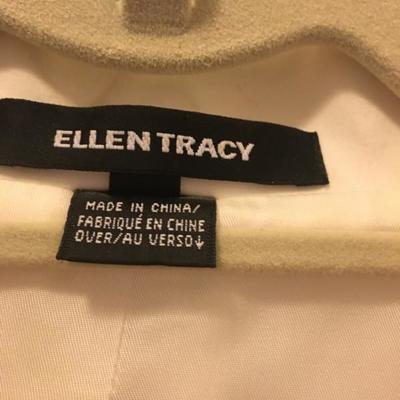 ELLEN TRACY
MADE IN CHINA/
FABRIQUÉ EN CHINE
OVER/AU VERSO↓